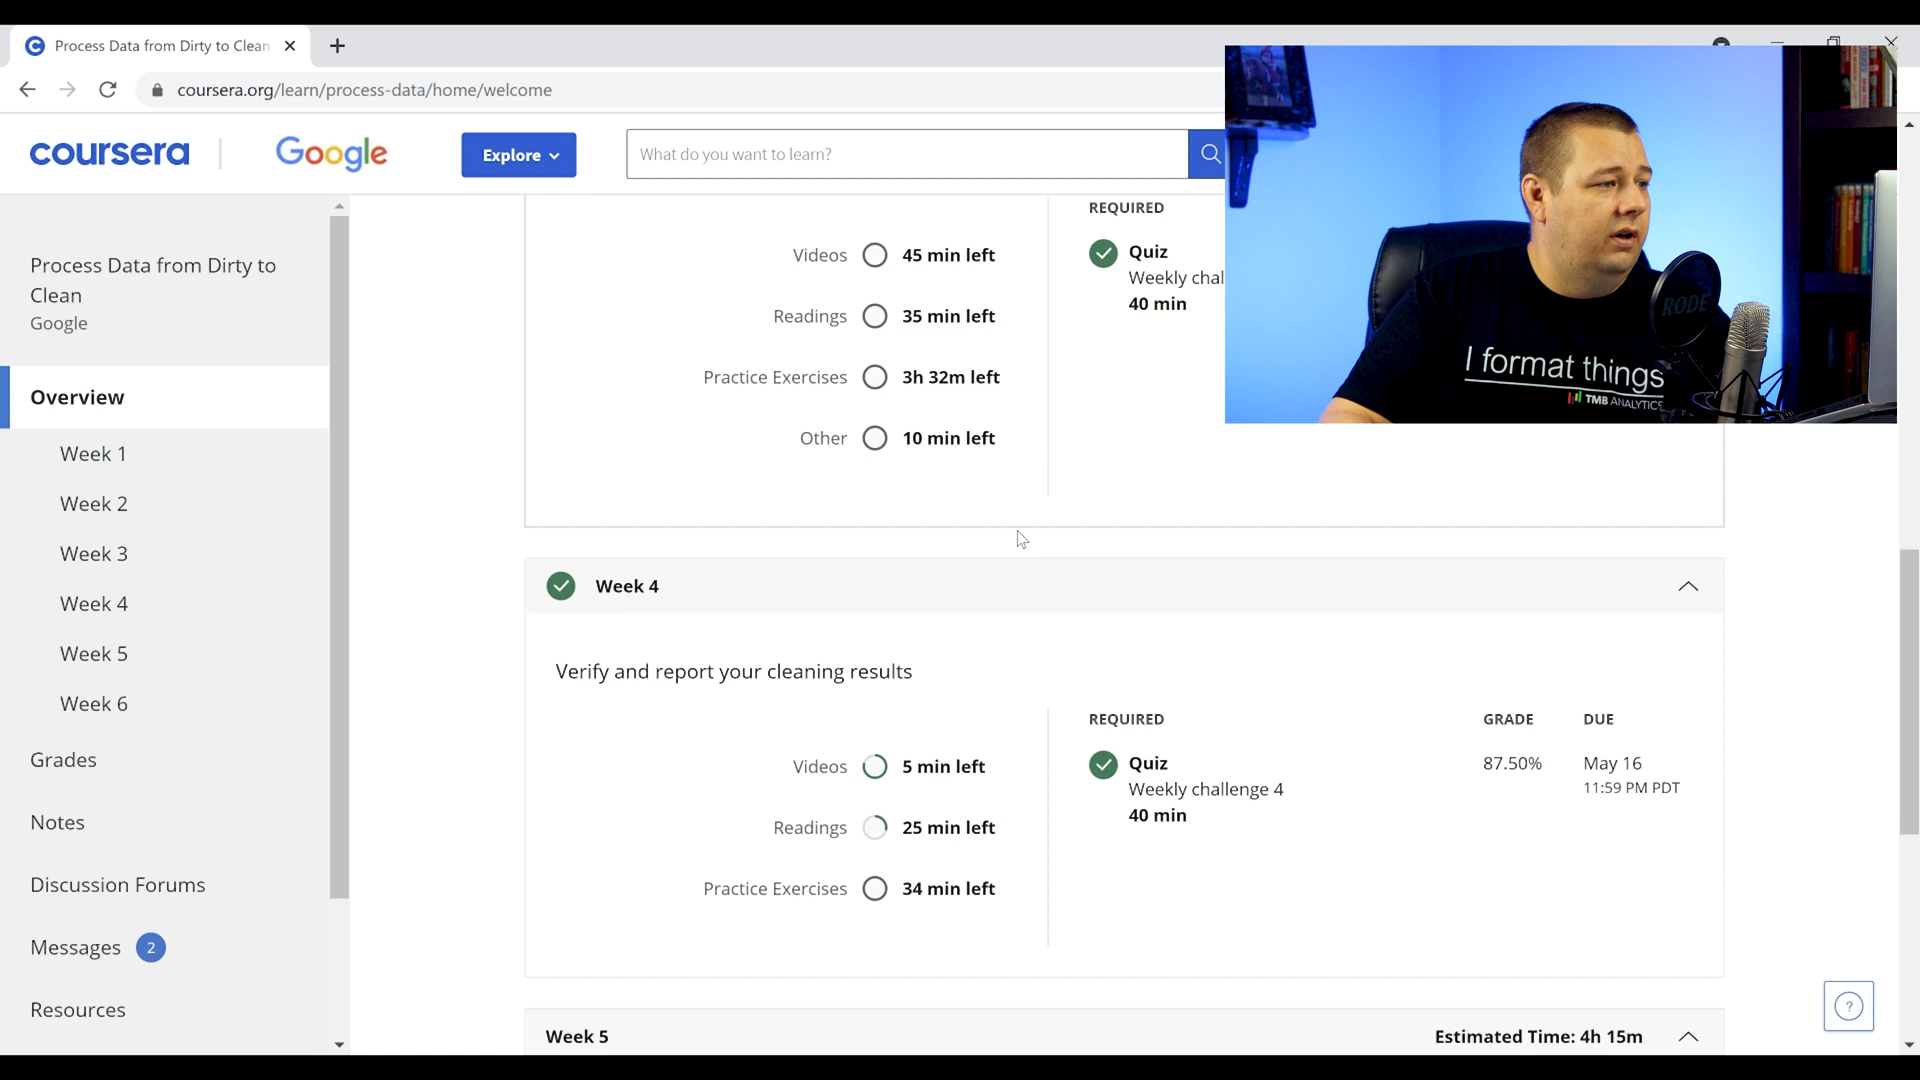 Process Data from Dirty to Clean
coursera.org/learn/process-data/home/welcome
coursera
Google
Explore
What do you want to learn?
Process Data from Dirty to
Clean
Google
Overview
Week 1
Week 2
Week 3
Week 4
Week 5
Week 6
Grades
Notes
Discussion Forums
Messages 2
Resources
Videos 45 min left
Readings 35 min left
Practice Exercises 3h 32m left
Other 10 min left
REQUIRED
Quiz
Weekly chal
40 min
RODE
I format things
TMB ANALYTICS
Week 4
Verify and report your cleaning results
Videos 5 min left
Readings 25 min left
Practice Exercises 34 min left
REQUIRED GRADE DUE
Quiz 87.50% May 16
Weekly challenge 4 11:59 PM PDT
40 min
?
Week 5 Estimated Time: 4h 15m